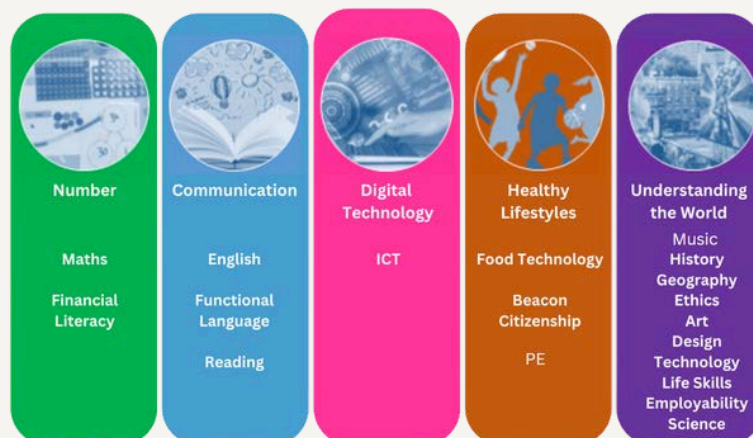 Number
Maths
Financial
Literacy
Communication
English
Functional
Language
Reading
Digital
Technology
ICT
Healthy
Lifestyles
Food Technology
Beacon
Citizenship
PE
Understanding
the World
Music
History
Geography
Ethics
Art
Design
Technology
Life Skills
Employability
Science